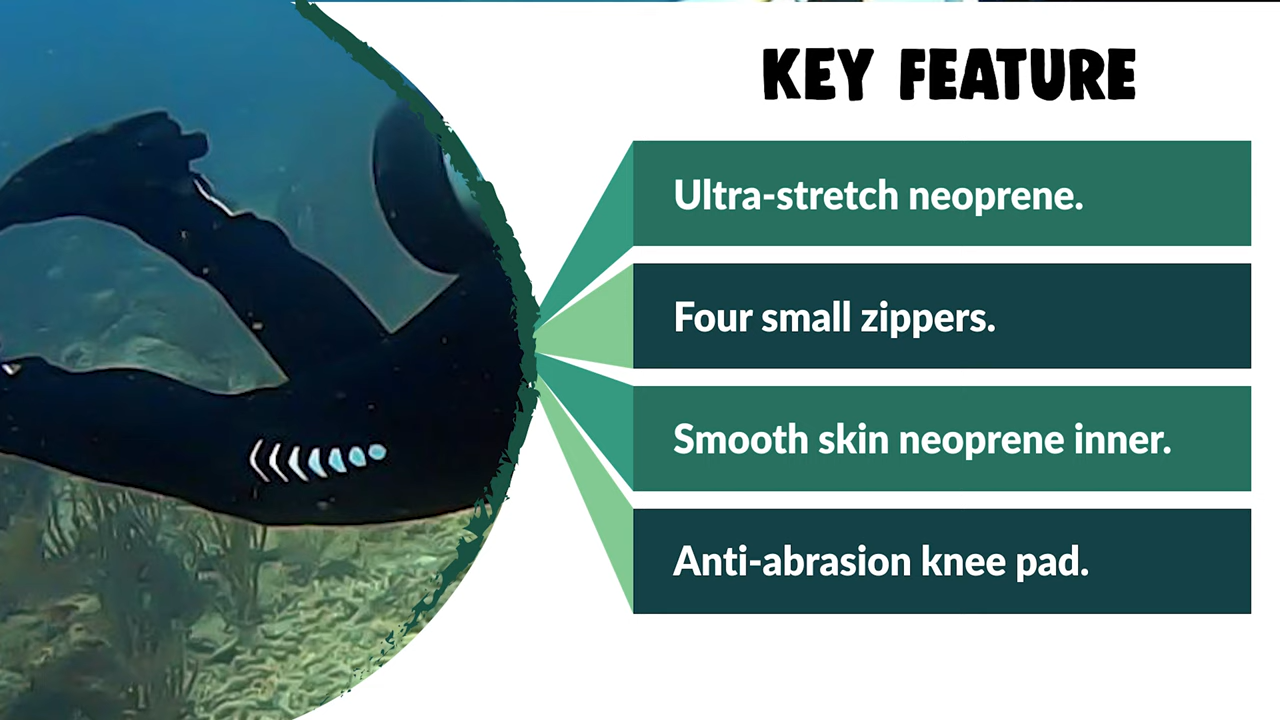 KEY FEATURE
Ultra-stretch neoprene.
Four small zippers.
Smooth skin neoprene inner.
Anti-abrasion knee pad.